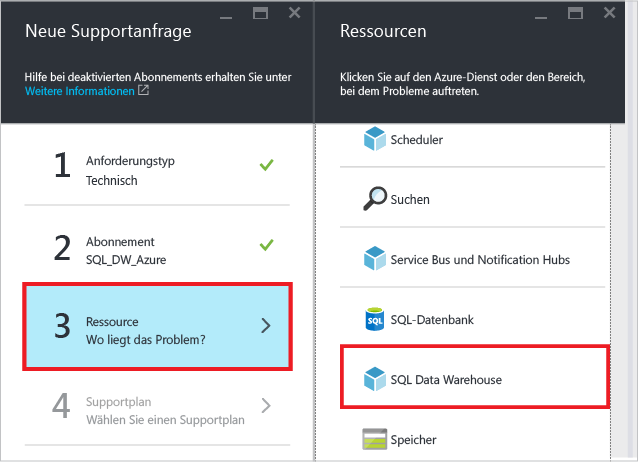 Neue Supportanfrage
Hilfe bei deaktivierten Abonnements erhalten Sie unter
Weitere Informationen
1
Anforderungstyp
Technisch
2
Abonnement
SQL_DW_Azure
3
Ressource
Wo liegt das Problem?
4
Supportplan
Wählen Sie einen Supportplan
Ressourcen
Klicken Sie auf den Azure-Dienst oder den Bereich,
bei dem Probleme auftreten.
Scheduler
Suchen
Service Bus und Notification Hubs
SQL
SQL-Datenbank
SQL Data Warehouse
Speicher